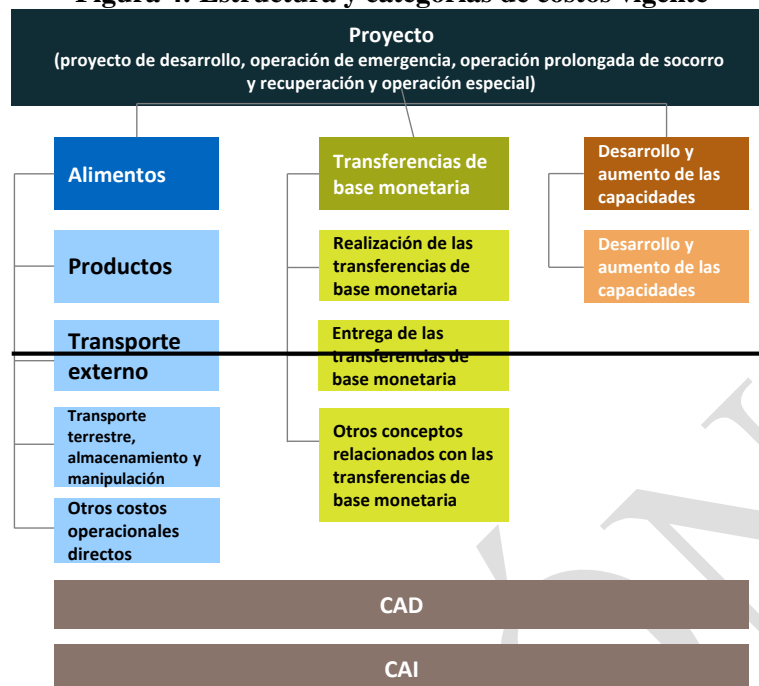 Figura 4: Estructura y categorías de costos vigente
Proyecto
(proyecto de desarrollo, operación de emergencia, operación prolongada de socorro
y recuperación y operación especial)
Alimentos
Productos
Transporte
externo
Transporte
terrestre,
almacenamiento y
manipulación
Otros costos
operacionales
directos
Transferencias de
base monetaria
Realización de las
transferencias de
base monetaria
Entrega de las
transferencias de
base monetaria
Otros conceptos
relacionados con las
transferencias de
base monetaria
Desarrollo y
aumento de las
capacidades
Desarrollo y
aumento de las
capacidades
CAD
CAI